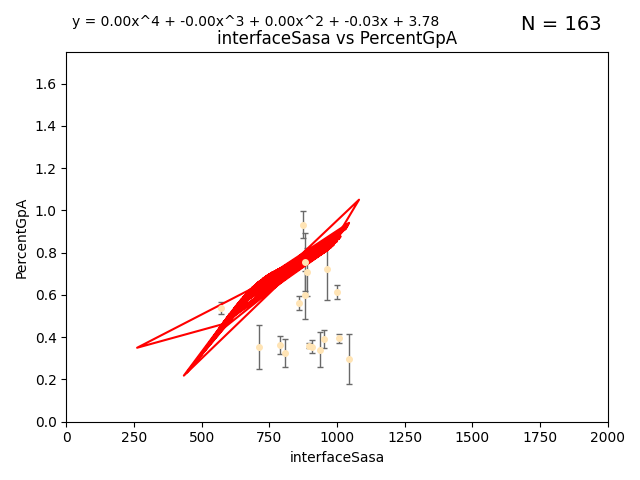 y = 0.00x^4 + -0.00x^3 + 0.00x^2 + -0.03x + 3.78
N = 163
interfaceSasa vs PercentGpA
1.6
1.4
1.2
1.0
0.8
0.6
0.4
0.2
0.0
PercentGpA
0 250 500 750 1000 1250 1500 1750 2000
interfaceSasa